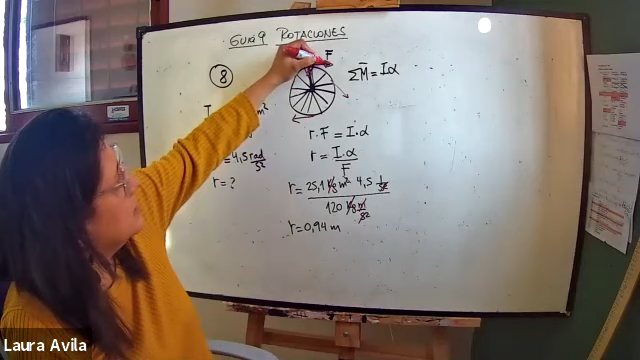 GUIA 9 ROTACIONES
8
F
ΣM̄ = Iα
I m²
r . F = I . α
r = I . α / F
= 4,5 rad/s²
r = ?
r = 25,1 kg m² 4,5 1/s² / 120 kg m/s²
r = 0,94 m
Laura Avila